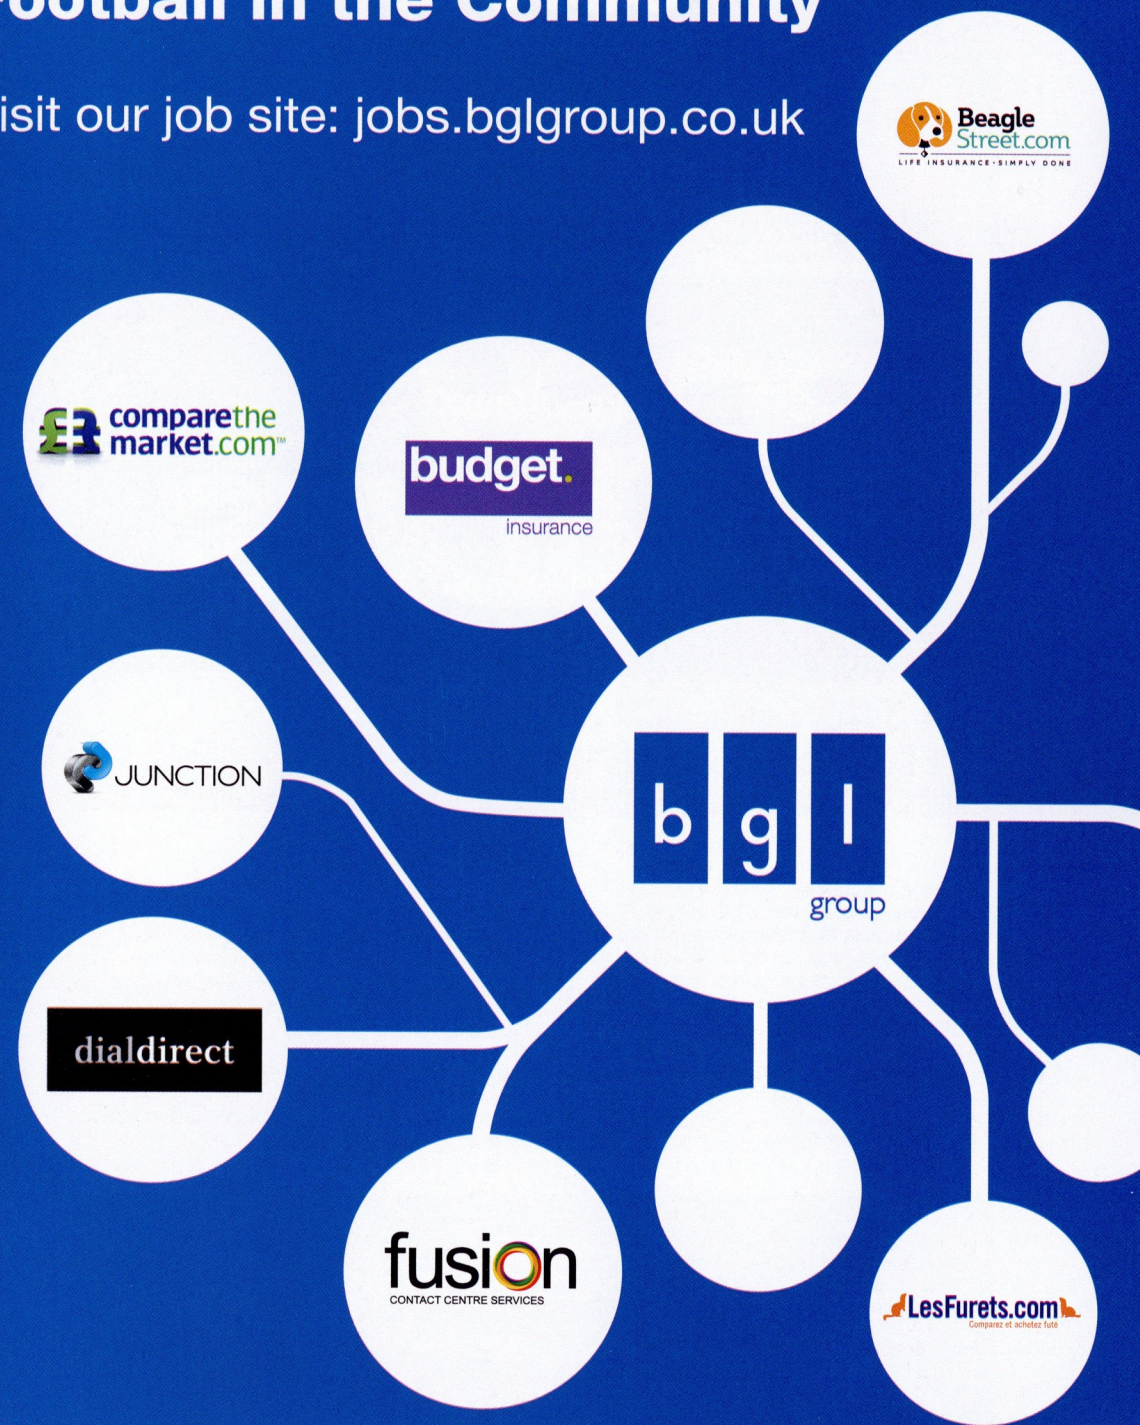 Football in the Community
isit our job site: jobs.bglgroup.co.uk
Beagle
Street.com
LIFE INSURANCE · SIMPLY DONE
comparethe
market.com™
budget.
insurance
JUNCTION
b g l
group
dialdirect
fusion
CONTACT CENTRE SERVICES
LesFurets.com
Comparez et achetez futé